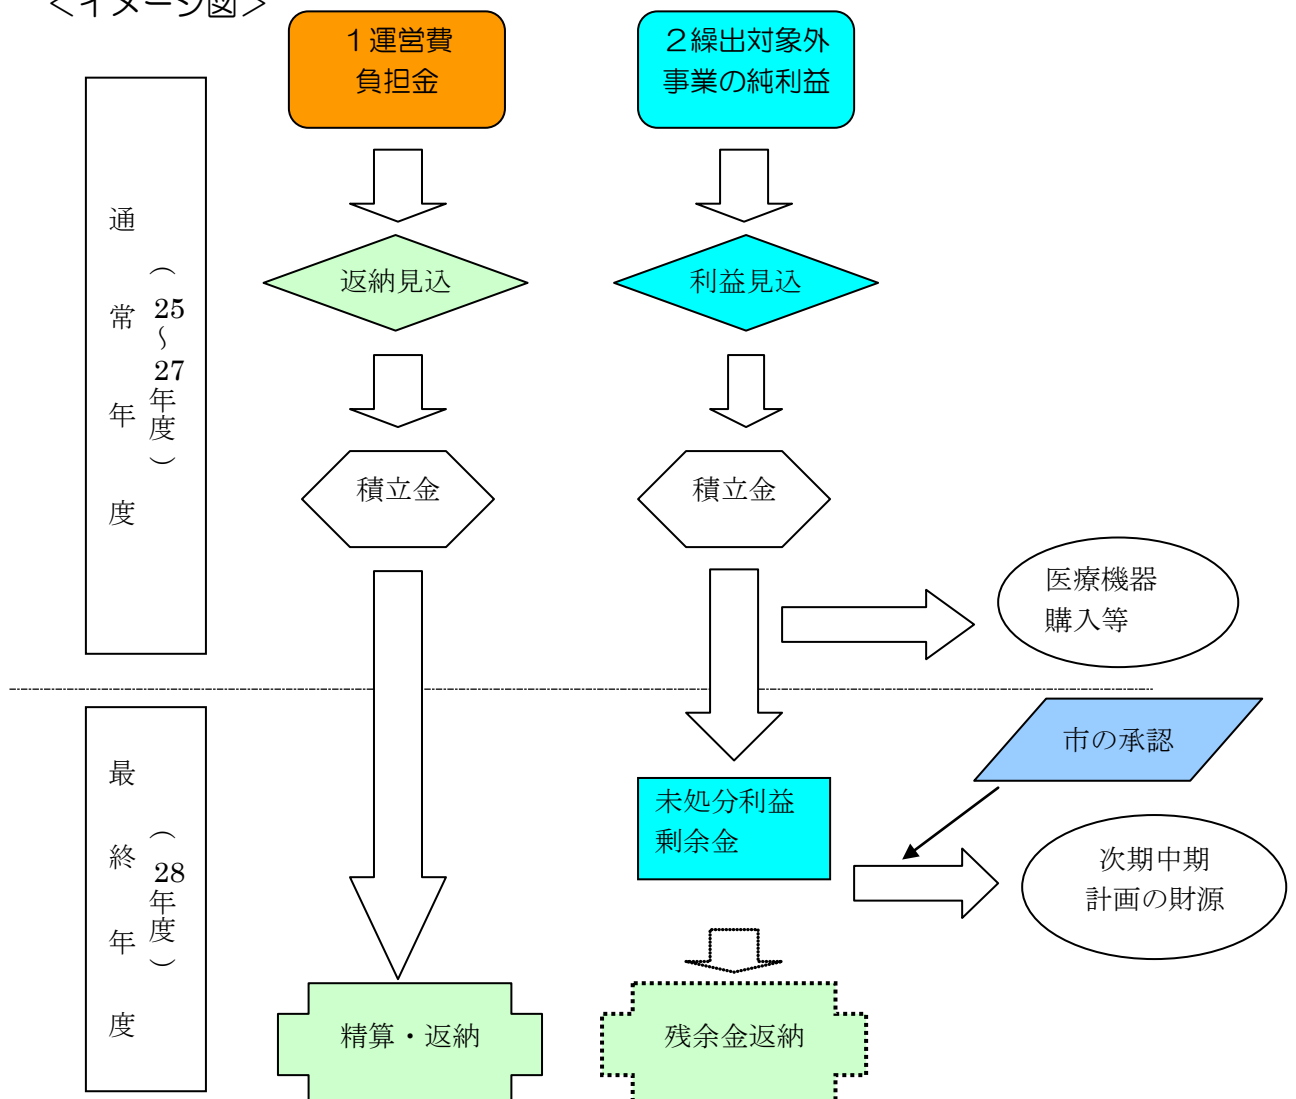 ＜イメージ図＞
１運営費
負担金
２繰出対象外
事業の純利益
通常年度
（25～27年度）
返納見込
利益見込
積立金
積立金
医療機器
購入等
最終年度
（28年度）
市の承認
未処分利益
剰余金
次期中期
計画の財源
精算・返納
残余金返納